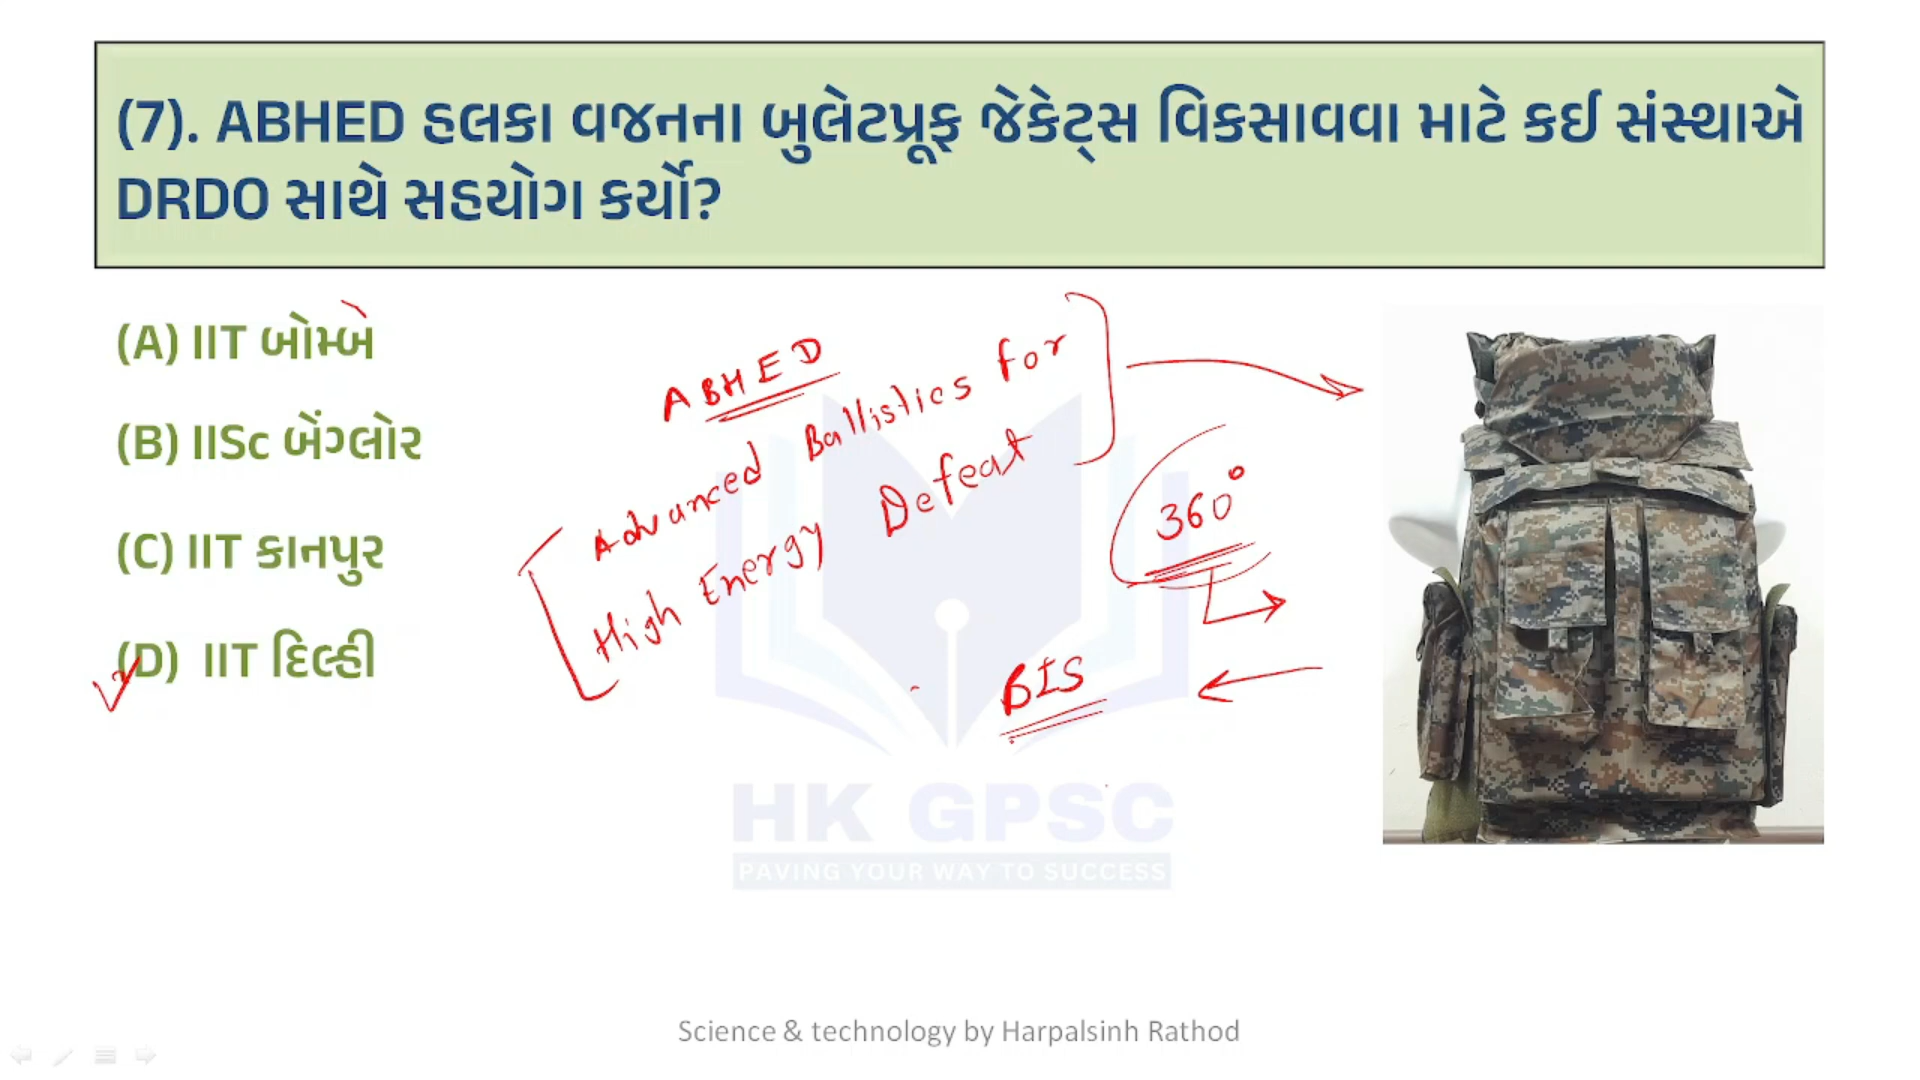 (7). ABHED હલકા વજનના બુલેટપ્રૂફ જેકેટ્સ વિકસાવવા માટે કઈ સંસ્થાએ
DRDO સાથે સહયોગ કર્યો?
(A) IIT બોમ્બે
(B) IISc બેંગ્લોર
(C) IIT કાનપુર
(D) IIT દિલ્હી
ABHED
Advanced Ballistics for
High Energy Defeat
360°
BIS
HK GPSC
PAVING YOUR WAY TO SUCCESS
Science & technology by Harpalsinh Rathod